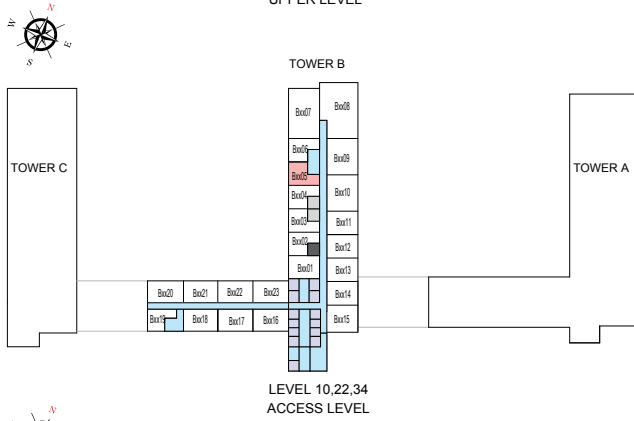 UPPER LEVEL
N
W
E
S
TOWER B
TOWER C
TOWER A
Bxx07
Bxx08
Bxx06
Bxx09
Bxx05
Bxx04
Bxx10
Bxx03
Bxx11
Bxx02
Bxx12
Bxx01
Bxx13
Bxx20
Bxx21
Bxx22
Bxx23
Bxx14
Bxx19
Bxx18
Bxx17
Bxx16
Bxx15
LEVEL 10,22,34
ACCESS LEVEL
N